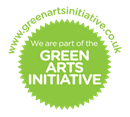 www.greenartsinitiative.co.uk
We are part of the
GREEN
ARTS
INITIATIVE